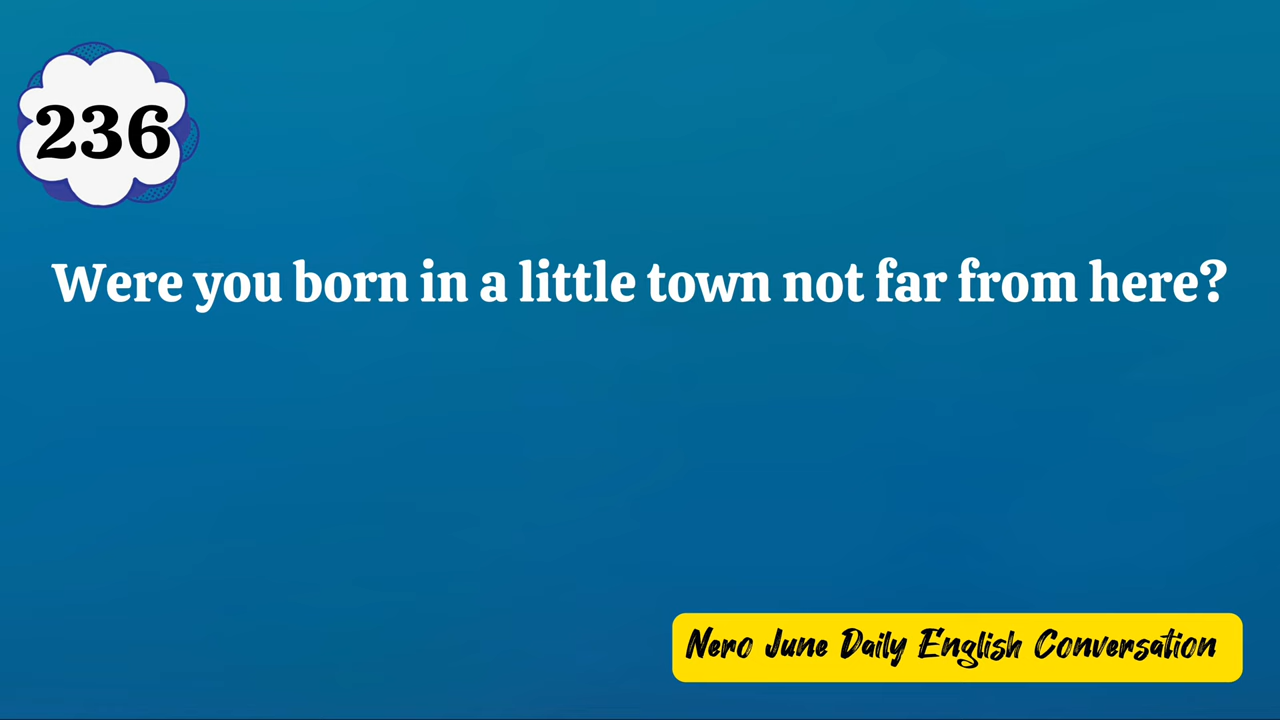 236
Were you born in a little town not far from here?
Nero June Daily English Conversation